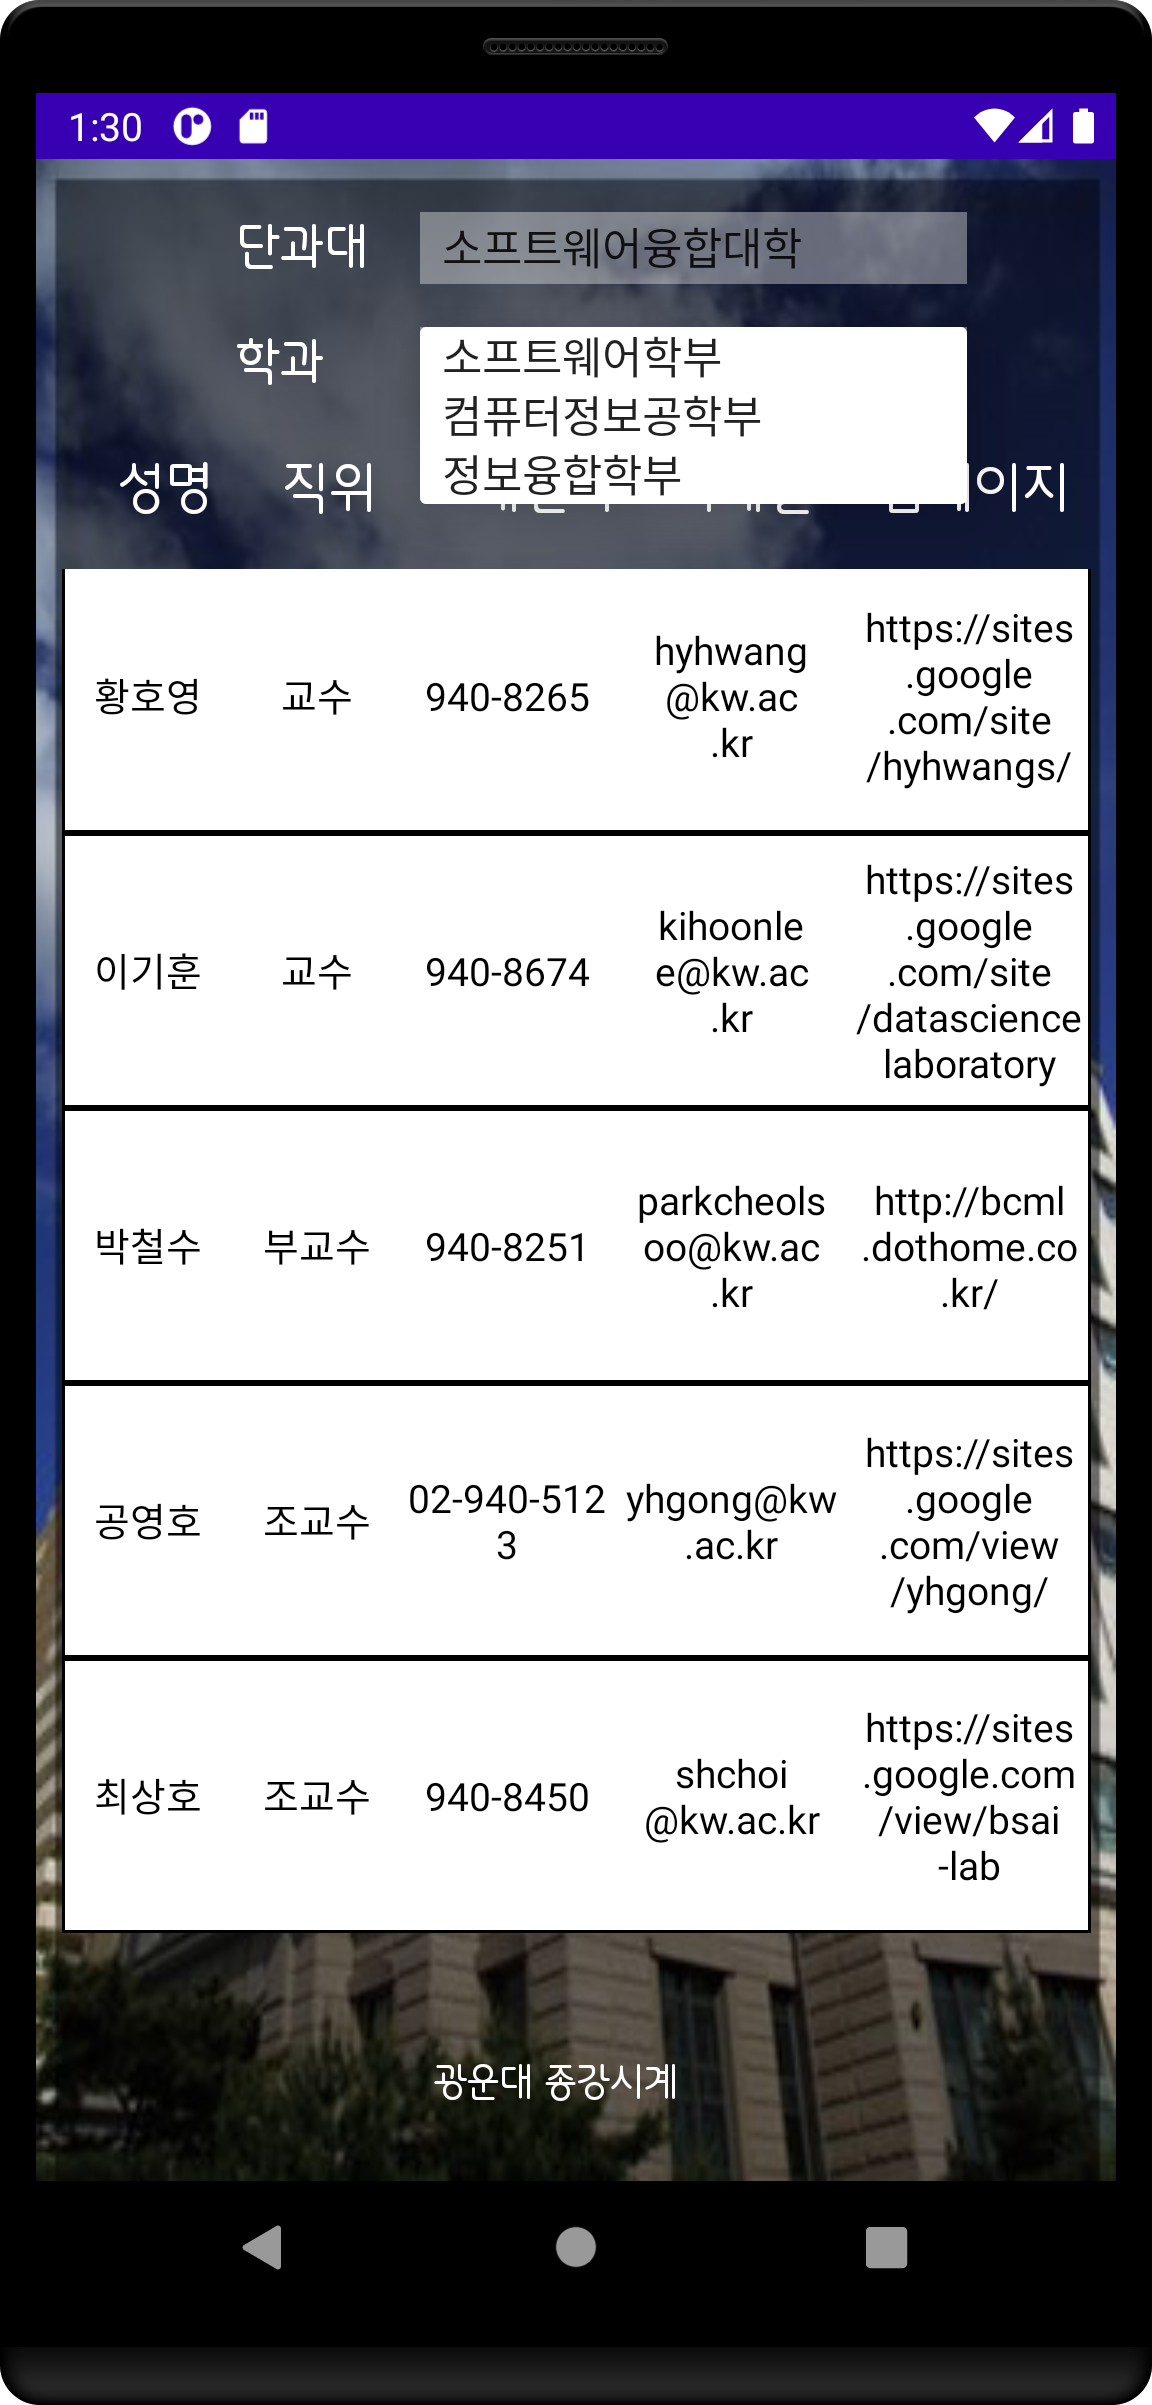 1:30
단과대
소프트웨어융합대학
학과
소프트웨어학부
컴퓨터정보공학부
정보융합학부
성명 직위
이지
황호영 교수 940-8265
hyhwang
@kw.ac
.kr
https://sites
.google
.com/site
/hyhwangs/
이기훈 교수 940-8674
kihoonle
e@kw.ac
.kr
https://sites
.google
.com/site
/datascience
laboratory
박철수 부교수 940-8251
parkcheols
oo@kw.ac
.kr
http://bcml
.dothome.co
.kr/
공영호 조교수
02-940-512
3
yhgong@kw
.ac.kr
https://sites
.google
.com/view
/yhgong/
최상호 조교수 940-8450
shchoi
@kw.ac.kr
https://sites
.google.com
/view/bsai
-lab
광운대 종강시계